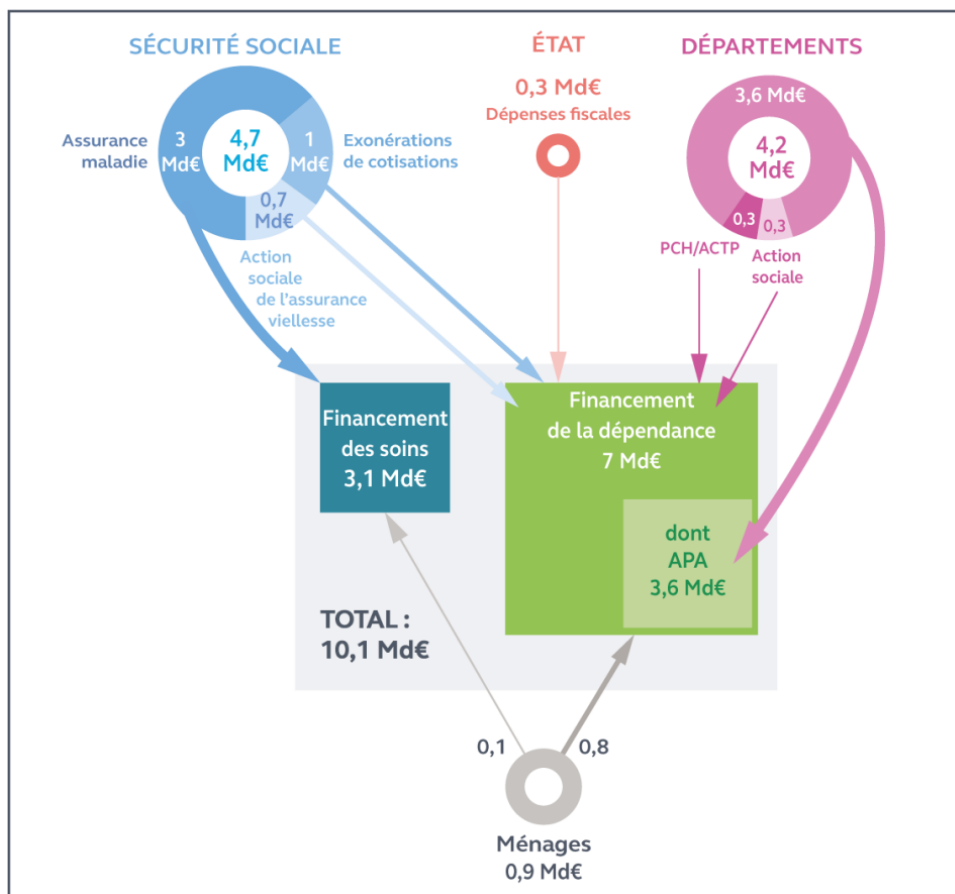 SÉCURITÉ SOCIALE
Assurance
maladie
3
Md€
4,7
Md€
1
Md€
Exonérations
de cotisations
0,7
Md€
Action
sociale
de l'assurance
viellesse
ÉTAT
0,3 Md€
Dépenses fiscales
DÉPARTEMENTS
3,6 Md€
4,2
Md€
0,3
0,3
PCH/ACTP
Action
sociale
Financement
des soins
3,1 Md€
Financement
de la dépendance
7 Md€
dont
APA
3,6 Md€
TOTAL :
10,1 Md€
0,1
0,8
Ménages
0,9 Md€